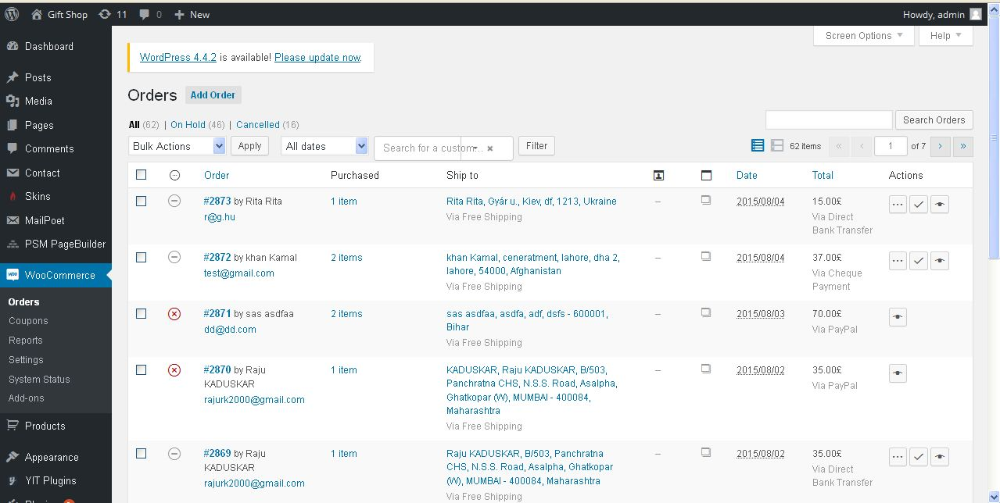 Gift Shop 11 0 New Howdy, admin
Screen Options Help
Dashboard
Posts
Media
Pages
Comments
Contact
Skins
MailPoet
PSM PageBuilder
WooCommerce
Orders
Coupons
Reports
Settings
System Status
Add-ons
Products
Appearance
YIT Plugins
WordPress 4.4.2 is available! Please update now.
Orders Add Order
All (62) | On Hold (46) | Cancelled (16)
Search Orders
Bulk Actions Apply All dates Search for a custom... × Filter 62 items « ‹ 1 of 7 › »
Order Purchased Ship to Date Total Actions
#2873 by Rita Rita 1 item Rita Rita, Gyár u., Kiev, df, 1213, Ukraine – 2015/08/04 15.00£
r@g.hu Via Free Shipping Via Direct
Bank Transfer
#2872 by khan Kamal 2 items khan Kamal, ceneratment, lahore, dha 2, – 2015/08/04 37.00£
test@gmail.com lahore, 54000, Afghanistan Via Cheque
Via Free Shipping Payment
#2871 by sas asdfaa 2 items sas asdfaa, asdfa, adf, dsfs - 600001, – 2015/08/03 70.00£
dd@dd.com Bihar Via PayPal
Via Free Shipping
#2870 by Raju 1 item KADUSKAR, Raju KADUSKAR, B/503, – 2015/08/02 35.00£
KADUSKAR Panchratna CHS, N.S.S. Road, Asalpha, Via PayPal
rajurk2000@gmail.com Ghatkopar (W), MUMBAI - 400084,
Maharashtra
Via Free Shipping
#2869 by Raju 1 item Raju KADUSKAR, B/503, Panchratna – 2015/08/02 35.00£
KADUSKAR CHS, N.S.S. Road, Asalpha, Ghatkopar Via Direct
rajurk2000@gmail.com (W), MUMBAI - 400084, Maharashtra Bank Transfer
Via Free Shipping